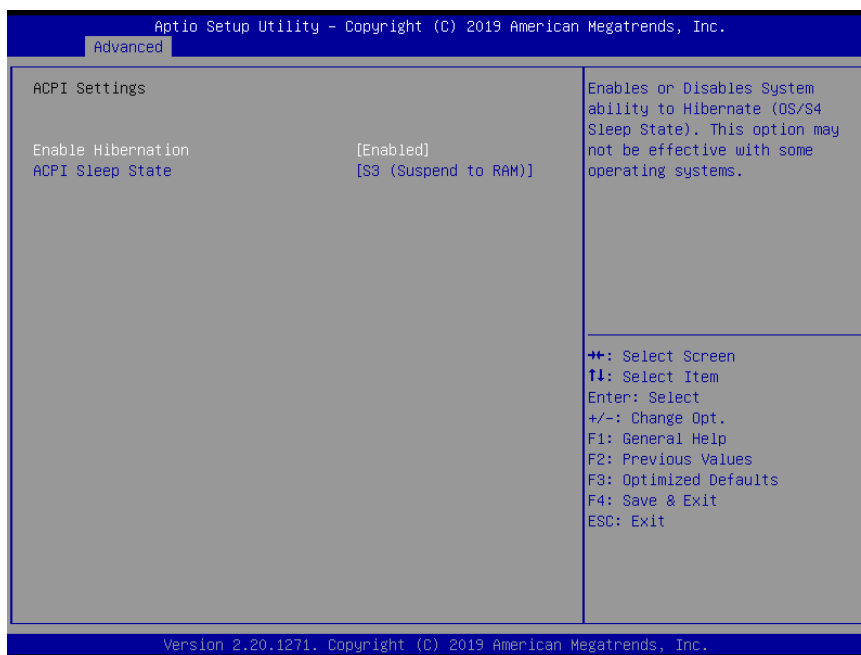 Aptio Setup Utility – Copyright (C) 2019 American Megatrends, Inc.
Advanced
ACPI Settings
Enable Hibernation [Enabled]
ACPI Sleep State [S3 (Suspend to RAM)]
Enables or Disables System
ability to Hibernate (OS/S4
Sleep State). This option may
not be effective with some
operating systems.
→←: Select Screen
↑↓: Select Item
Enter: Select
+/-: Change Opt.
F1: General Help
F2: Previous Values
F3: Optimized Defaults
F4: Save & Exit
ESC: Exit
Version 2.20.1271. Copyright (C) 2019 American Megatrends, Inc.